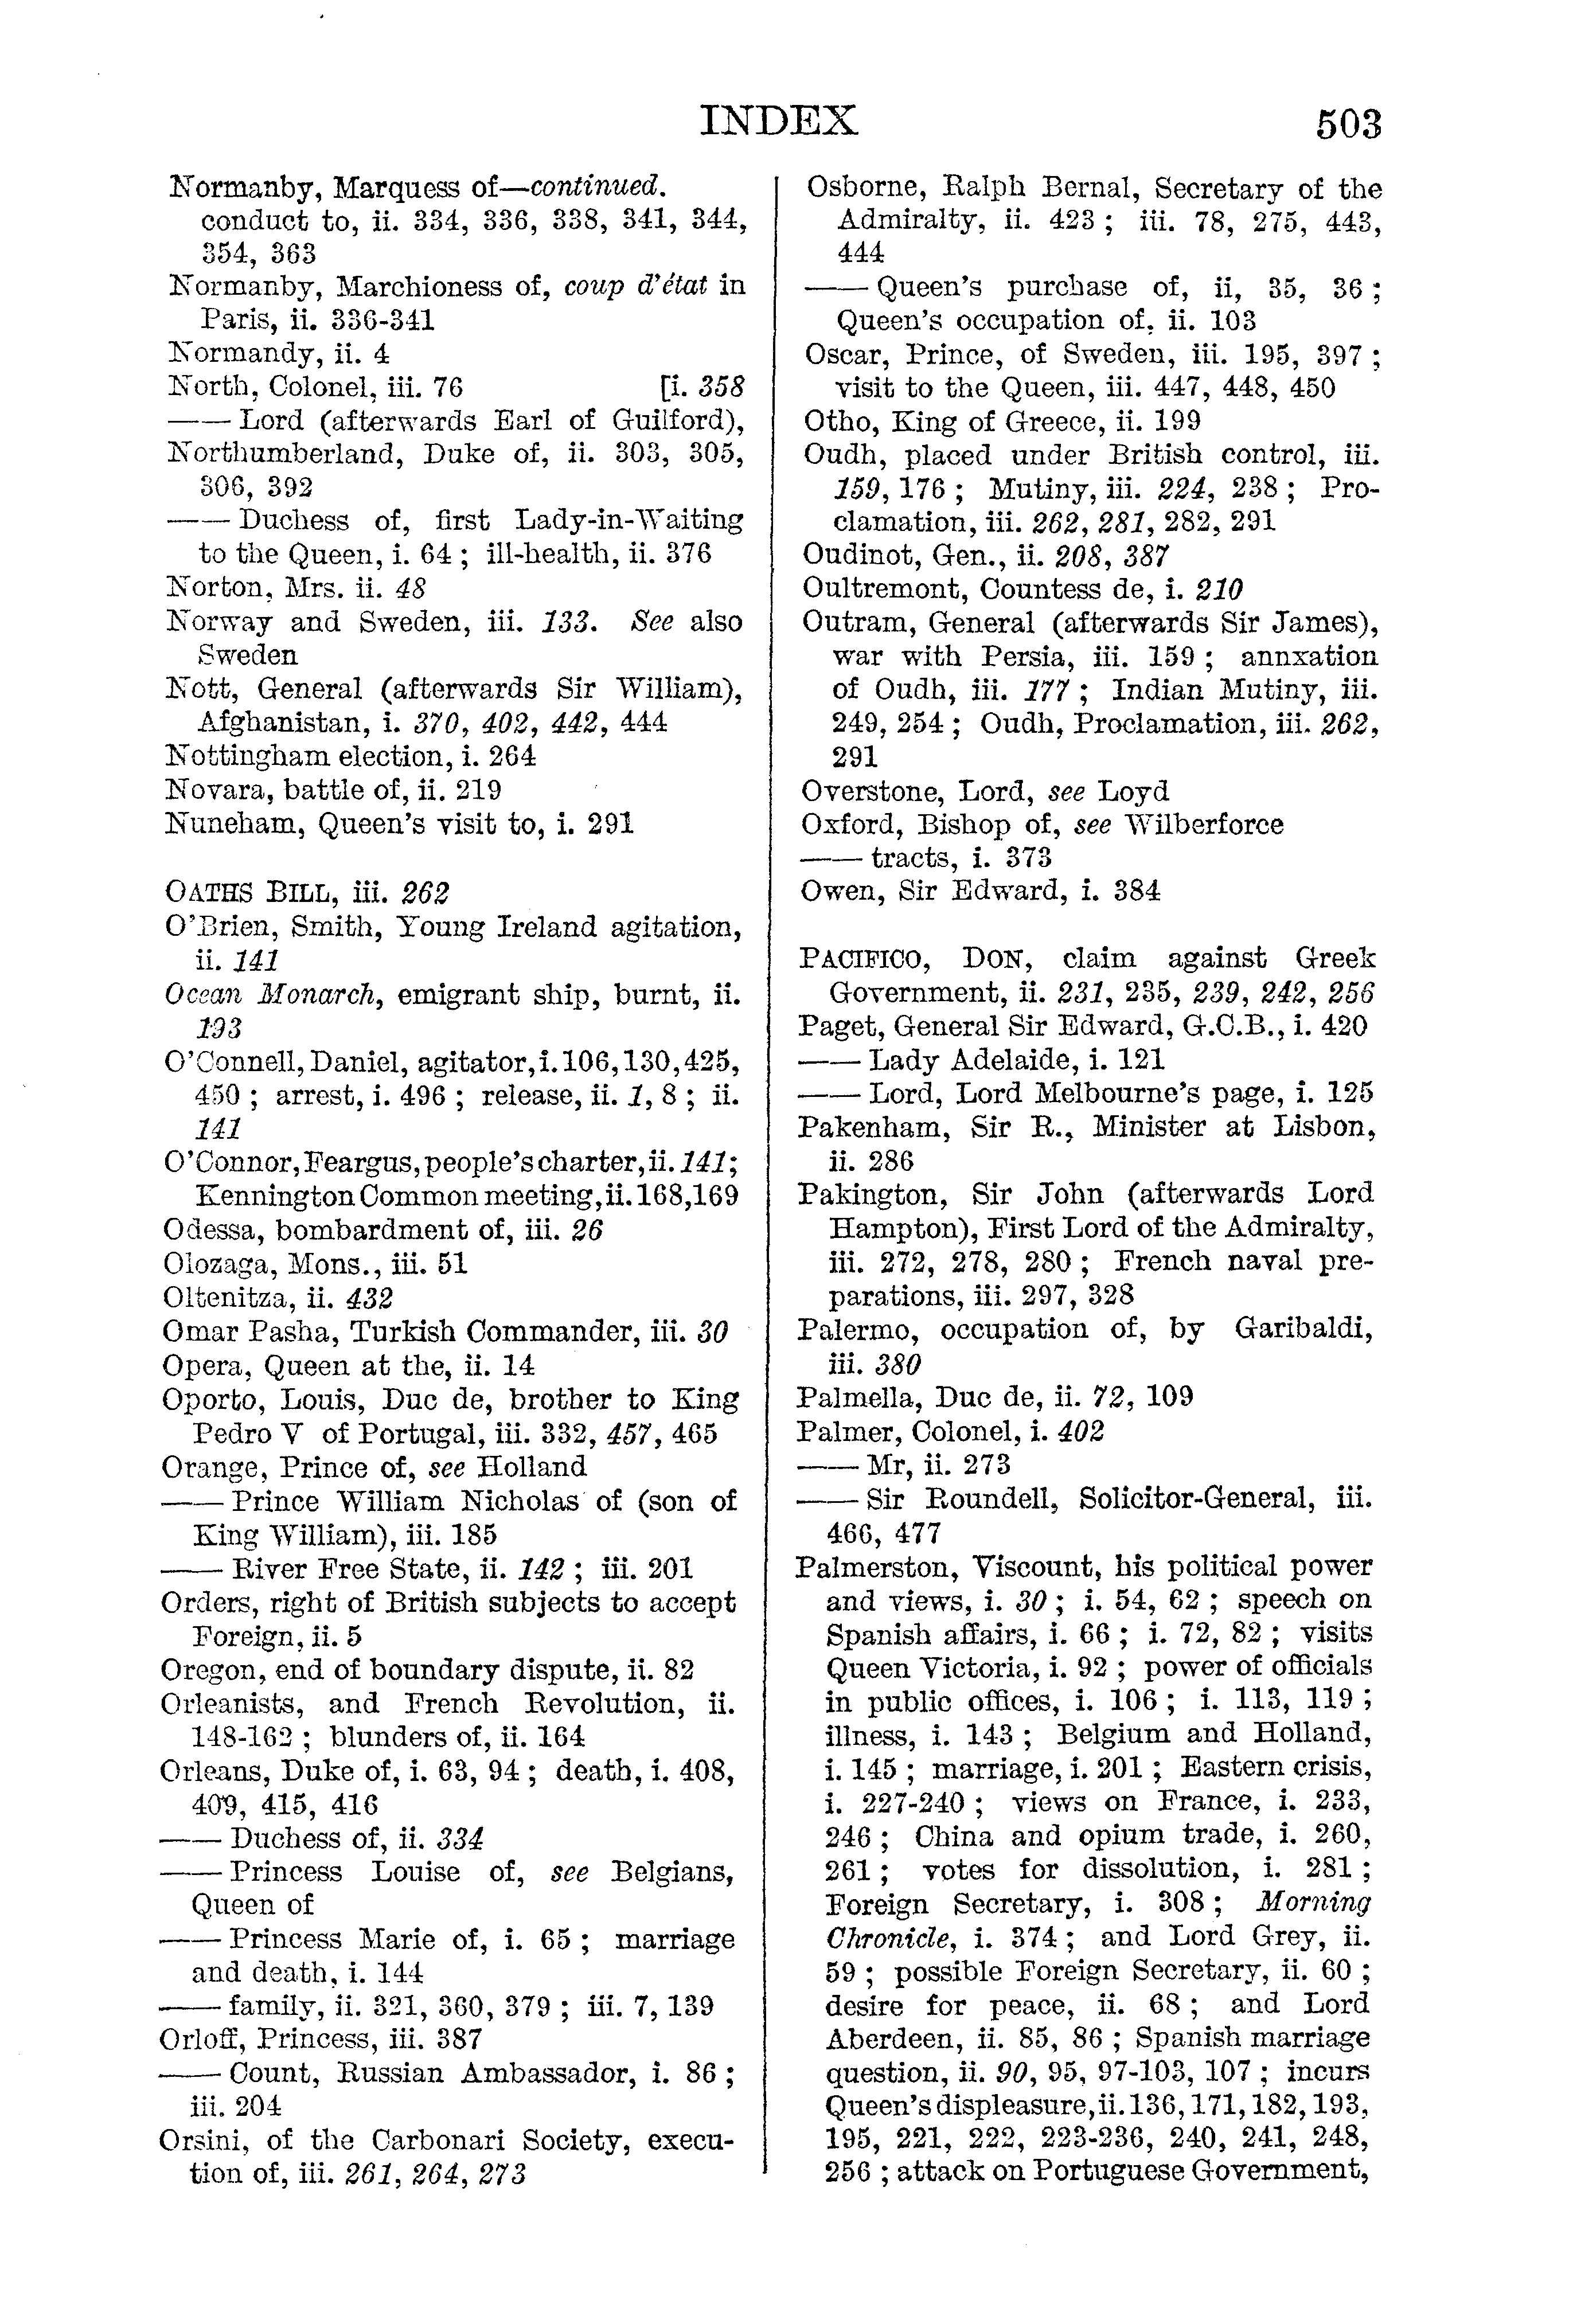 INDEX 503
Normanby, Marquess of—continued.
conduct to, ii. 334, 336, 338, 341, 344,
354, 363
Normanby, Marchioness of, coup d'état in
Paris, ii. 336-341
Normandy, ii. 4
North, Colonel, iii. 76 [i. 358
—— Lord (afterwards Earl of Guilford),
Northumberland, Duke of, ii. 303, 305,
306, 392
—— Duchess of, first Lady-in-Waiting
to the Queen, i. 64 ; ill-health, ii. 376
Norton, Mrs. ii. 48
Norway and Sweden, iii. 133. See also
Sweden
Nott, General (afterwards Sir William),
Afghanistan, i. 370, 402, 442, 444
Nottingham election, i. 264
Novara, battle of, ii. 219
Nuneham, Queen's visit to, i. 291
OATHS BILL, iii. 262
O'Brien, Smith, Young Ireland agitation,
ii. 141
Ocean Monarch, emigrant ship, burnt, ii.
193
O'Connell, Daniel, agitator, i. 106, 130, 425,
450 ; arrest, i. 496 ; release, ii. 1, 8 ; ii.
141
O'Connor, Feargus, people's charter, ii. 141;
Kennington Common meeting, ii. 168, 169
Odessa, bombardment of, iii. 26
Olozaga, Mons., iii. 51
Oltenitza, ii. 432
Omar Pasha, Turkish Commander, iii. 30
Opera, Queen at the, ii. 14
Oporto, Louis, Duc de, brother to King
Pedro V of Portugal, iii. 332, 457, 465
Orange, Prince of, see Holland
—— Prince William Nicholas of (son of
King William), iii. 185
—— River Free State, ii. 142 ; iii. 201
Orders, right of British subjects to accept
Foreign, ii. 5
Oregon, end of boundary dispute, ii. 82
Orleanists, and French Revolution, ii.
148-162 ; blunders of, ii. 164
Orleans, Duke of, i. 63, 94 ; death, i. 408,
409, 415, 416
—— Duchess of, ii. 334
—— Princess Louise of, see Belgians,
Queen of
—— Princess Marie of, i. 65 ; marriage
and death, i. 144
—— family, ii. 321, 360, 379 ; iii. 7, 139
Orloff, Princess, iii. 387
—— Count, Russian Ambassador, i. 86 ;
iii. 204
Orsini, of the Carbonari Society, execu-
tion of, iii. 261, 264, 273
Osborne, Ralph Bernal, Secretary of the
Admiralty, ii. 423 ; iii. 78, 275, 443,
444
—— Queen's purchase of, ii, 35, 36 ;
Queen's occupation of, ii. 103
Oscar, Prince, of Sweden, iii. 195, 397 ;
visit to the Queen, iii. 447, 448, 450
Otho, King of Greece, ii. 199
Oudh, placed under British control, iii.
159, 176 ; Mutiny, iii. 224, 238 ; Pro-
clamation, iii. 262, 281, 282, 291
Oudinot, Gen., ii. 208, 387
Oultremont, Countess de, i. 210
Outram, General (afterwards Sir James),
war with Persia, iii. 159 ; annxation
of Oudh, iii. 177 ; Indian Mutiny, iii.
249, 254 ; Oudh, Proclamation, iii. 262,
291
Overstone, Lord, see Loyd
Oxford, Bishop of, see Wilberforce
—— tracts, i. 373
Owen, Sir Edward, i. 384
PACIFICO, DON, claim against Greek
Government, ii. 231, 235, 239, 242, 256
Paget, General Sir Edward, G.C.B., i. 420
—— Lady Adelaide, i. 121
—— Lord, Lord Melbourne's page, i. 125
Pakenham, Sir R., Minister at Lisbon,
ii. 286
Pakington, Sir John (afterwards Lord
Hampton), First Lord of the Admiralty,
iii. 272, 278, 280 ; French naval pre-
parations, iii. 297, 328
Palermo, occupation of, by Garibaldi,
iii. 380
Palmella, Duc de, ii. 72, 109
Palmer, Colonel, i. 402
—— Mr, ii. 273
—— Sir Roundell, Solicitor-General, iii.
466, 477
Palmerston, Viscount, his political power
and views, i. 30 ; i. 54, 62 ; speech on
Spanish affairs, i. 66 ; i. 72, 82 ; visits
Queen Victoria, i. 92 ; power of officials
in public offices, i. 106 ; i. 113, 119 ;
illness, i. 143 ; Belgium and Holland,
i. 145 ; marriage, i. 201 ; Eastern crisis,
i. 227-240 ; views on France, i. 233,
246 ; China and opium trade, i. 260,
261 ; votes for dissolution, i. 281 ;
Foreign Secretary, i. 308 ; Morning
Chronicle, i. 374 ; and Lord Grey, ii.
59 ; possible Foreign Secretary, ii. 60 ;
desire for peace, ii. 68 ; and Lord
Aberdeen, ii. 85, 86 ; Spanish marriage
question, ii. 90, 95, 97-103, 107 ; incurs
Queen's displeasure, ii. 136, 171, 182, 193,
195, 221, 222, 223-236, 240, 241, 248,
256 ; attack on Portuguese Government,